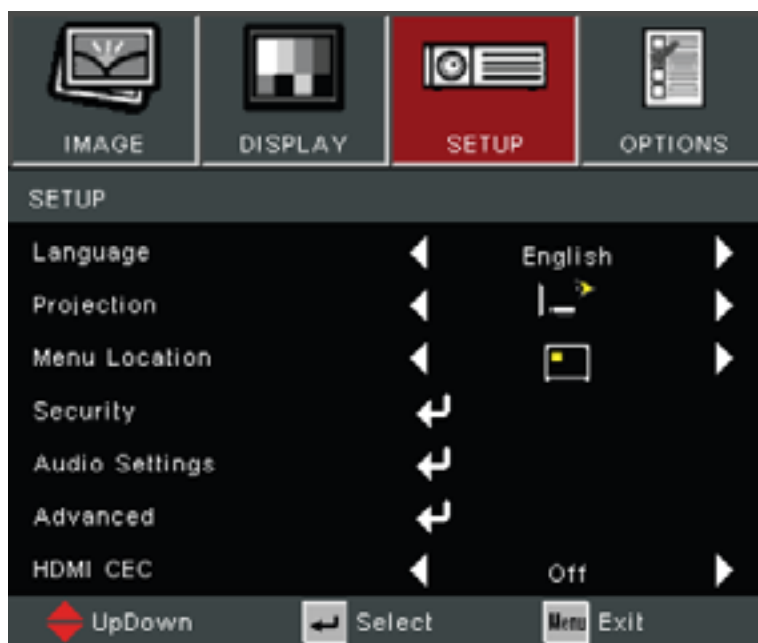 IMAGE DISPLAY SETUP OPTIONS
SETUP
Language English
Projection
Menu Location
Security
Audio Settings
Advanced
HDMI CEC Off
UpDown Select Menu Exit